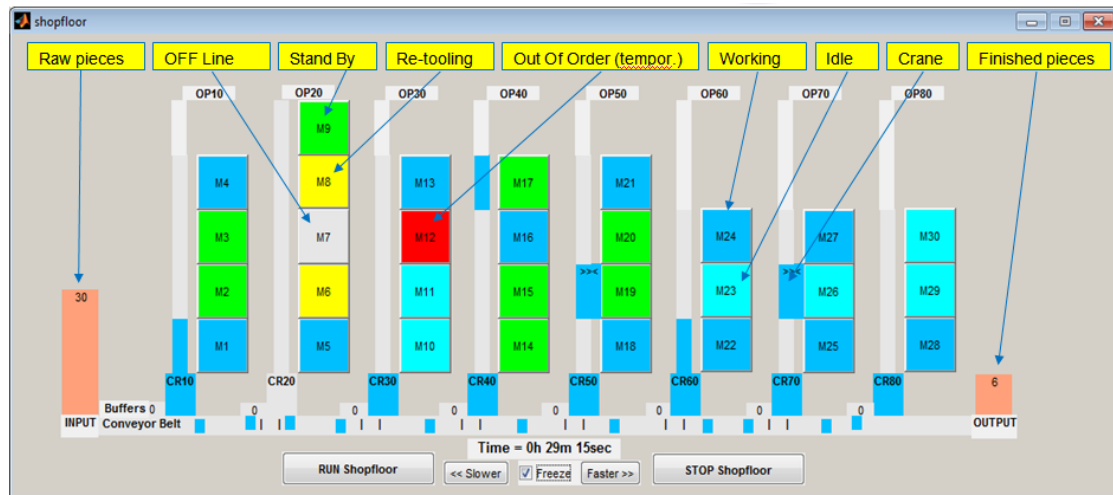 shopfloor
Raw pieces OFF Line Stand By Re-tooling Out Of Order (tempor.) Working Idle Crane Finished pieces
OP10 OP20 OP30 OP40 OP50 OP60 OP70 OP80
M9
M4 M8 M13 M17 M21
M3 M7 M12 M16 M20 M24 M27 M30
>>< >><
M2 M6 M11 M15 M19 M23 M26 M29
30
M1 M5 M10 M14 M18 M22 M25 M28
CR10 CR20 CR30 CR40 CR50 CR60 CR70 CR80 6
Buffers 0 0 0 0 0 0 0 0
INPUT Conveyor Belt OUTPUT
Time = 0h 29m 15sec
RUN Shopfloor << Slower Freeze Faster >> STOP Shopfloor